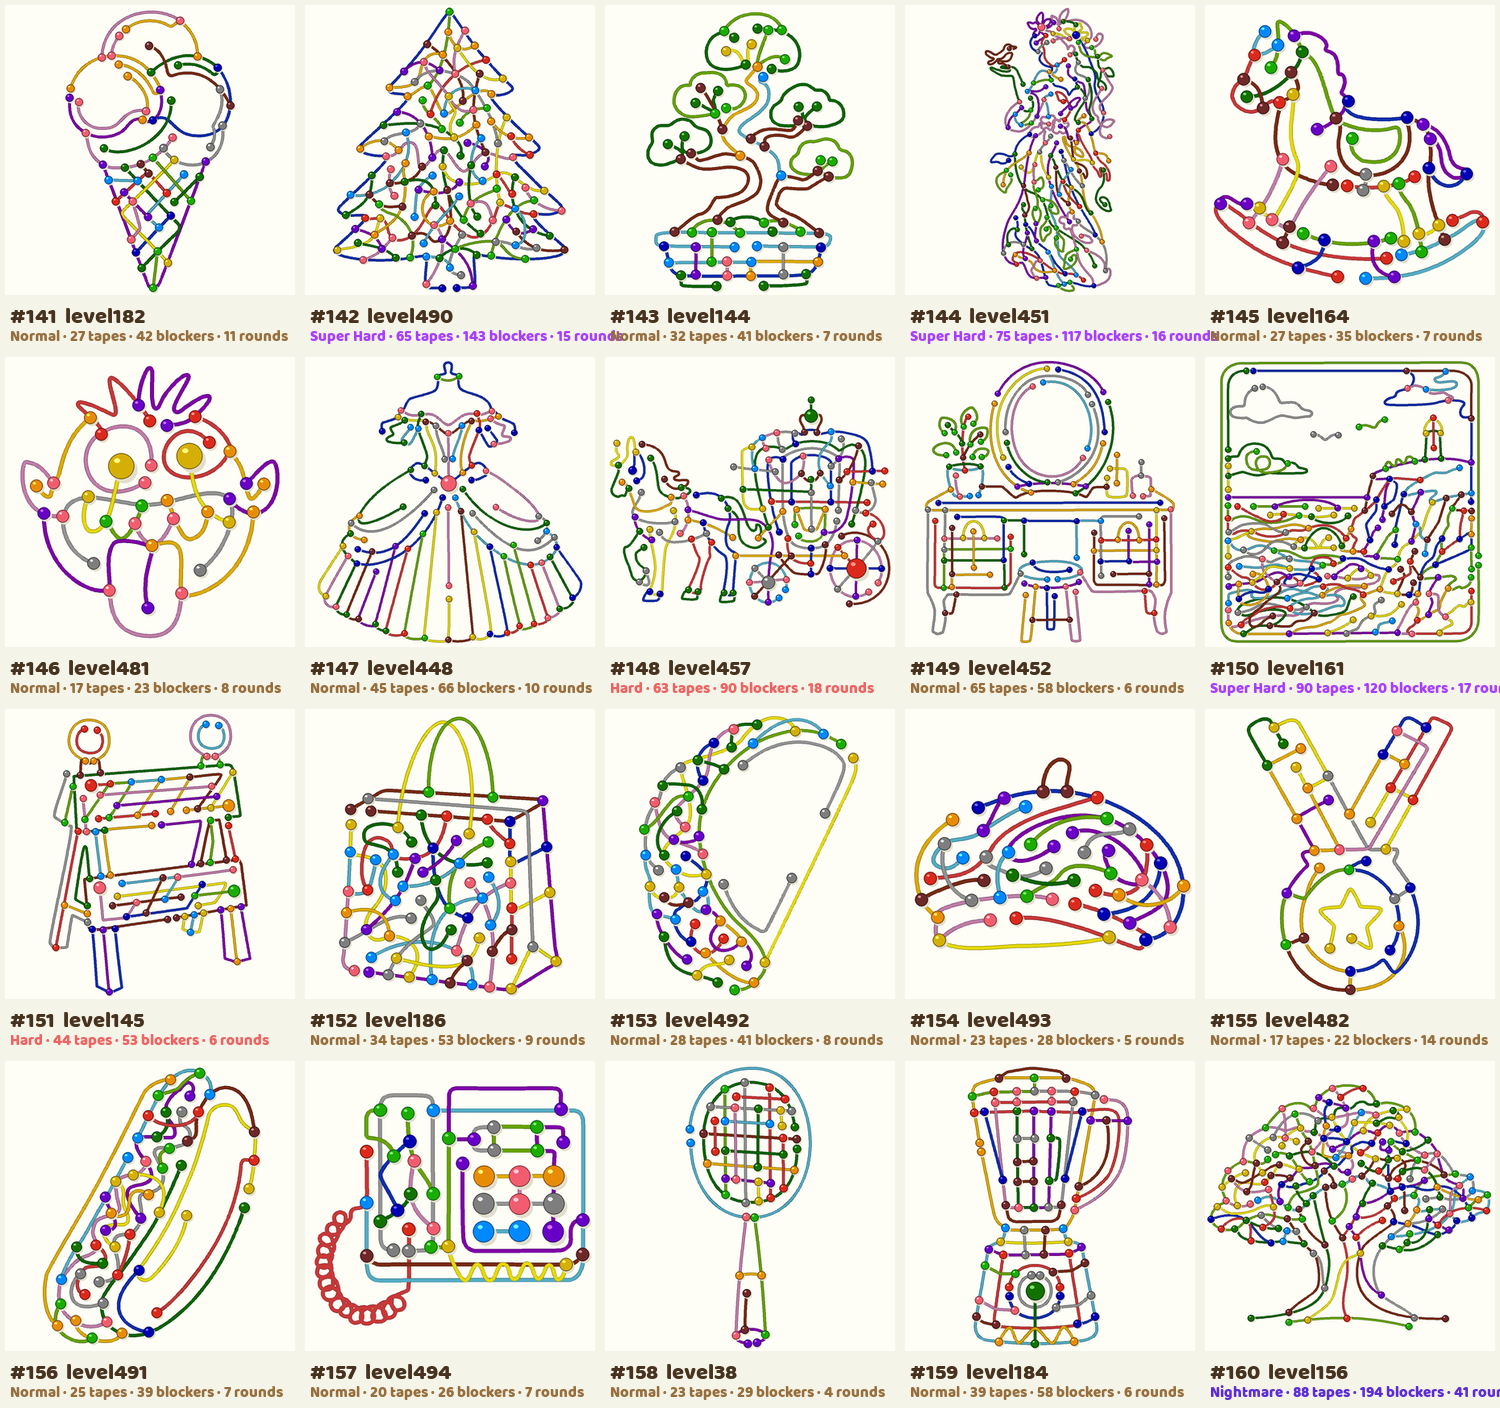 #141 level182
Normal · 27 tapes · 42 blockers · 11 rounds
#142 level490
Super Hard · 65 tapes · 143 blockers · 15 rounds
#143 level144
Normal · 32 tapes · 41 blockers · 7 rounds
#144 level451
Super Hard · 75 tapes · 117 blockers · 16 rounds
#145 level164
Normal · 27 tapes · 35 blockers · 7 rounds
#146 level481
Normal · 17 tapes · 23 blockers · 8 rounds
#147 level448
Normal · 45 tapes · 66 blockers · 10 rounds
#148 level457
Hard · 63 tapes · 90 blockers · 18 rounds
#149 level452
Normal · 65 tapes · 58 blockers · 6 rounds
#150 level161
Super Hard · 90 tapes · 120 blockers · 17 rou
#151 level145
Hard · 44 tapes · 53 blockers · 6 rounds
#152 level186
Normal · 34 tapes · 53 blockers · 9 rounds
#153 level492
Normal · 28 tapes · 41 blockers · 8 rounds
#154 level493
Normal · 23 tapes · 28 blockers · 5 rounds
#155 level482
Normal · 17 tapes · 22 blockers · 14 rounds
#156 level491
Normal · 25 tapes · 39 blockers · 7 rounds
#157 level494
Normal · 20 tapes · 26 blockers · 7 rounds
#158 level38
Normal · 23 tapes · 29 blockers · 4 rounds
#159 level184
Normal · 39 tapes · 58 blockers · 6 rounds
#160 level156
Nightmare · 88 tapes · 194 blockers · 41 rour